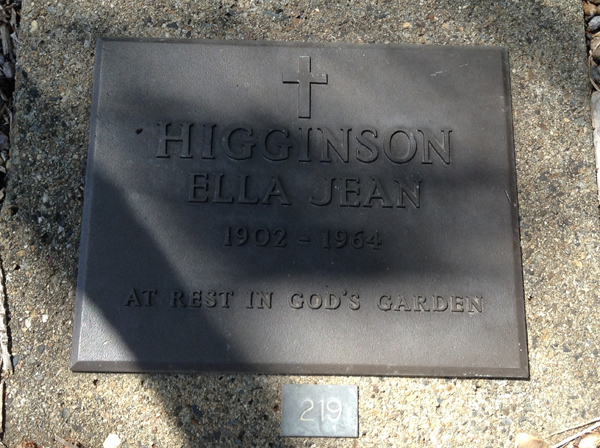 HIGGINSON
ELLA JEAN
1902 - 1964
AT REST IN GOD'S GARDEN
219